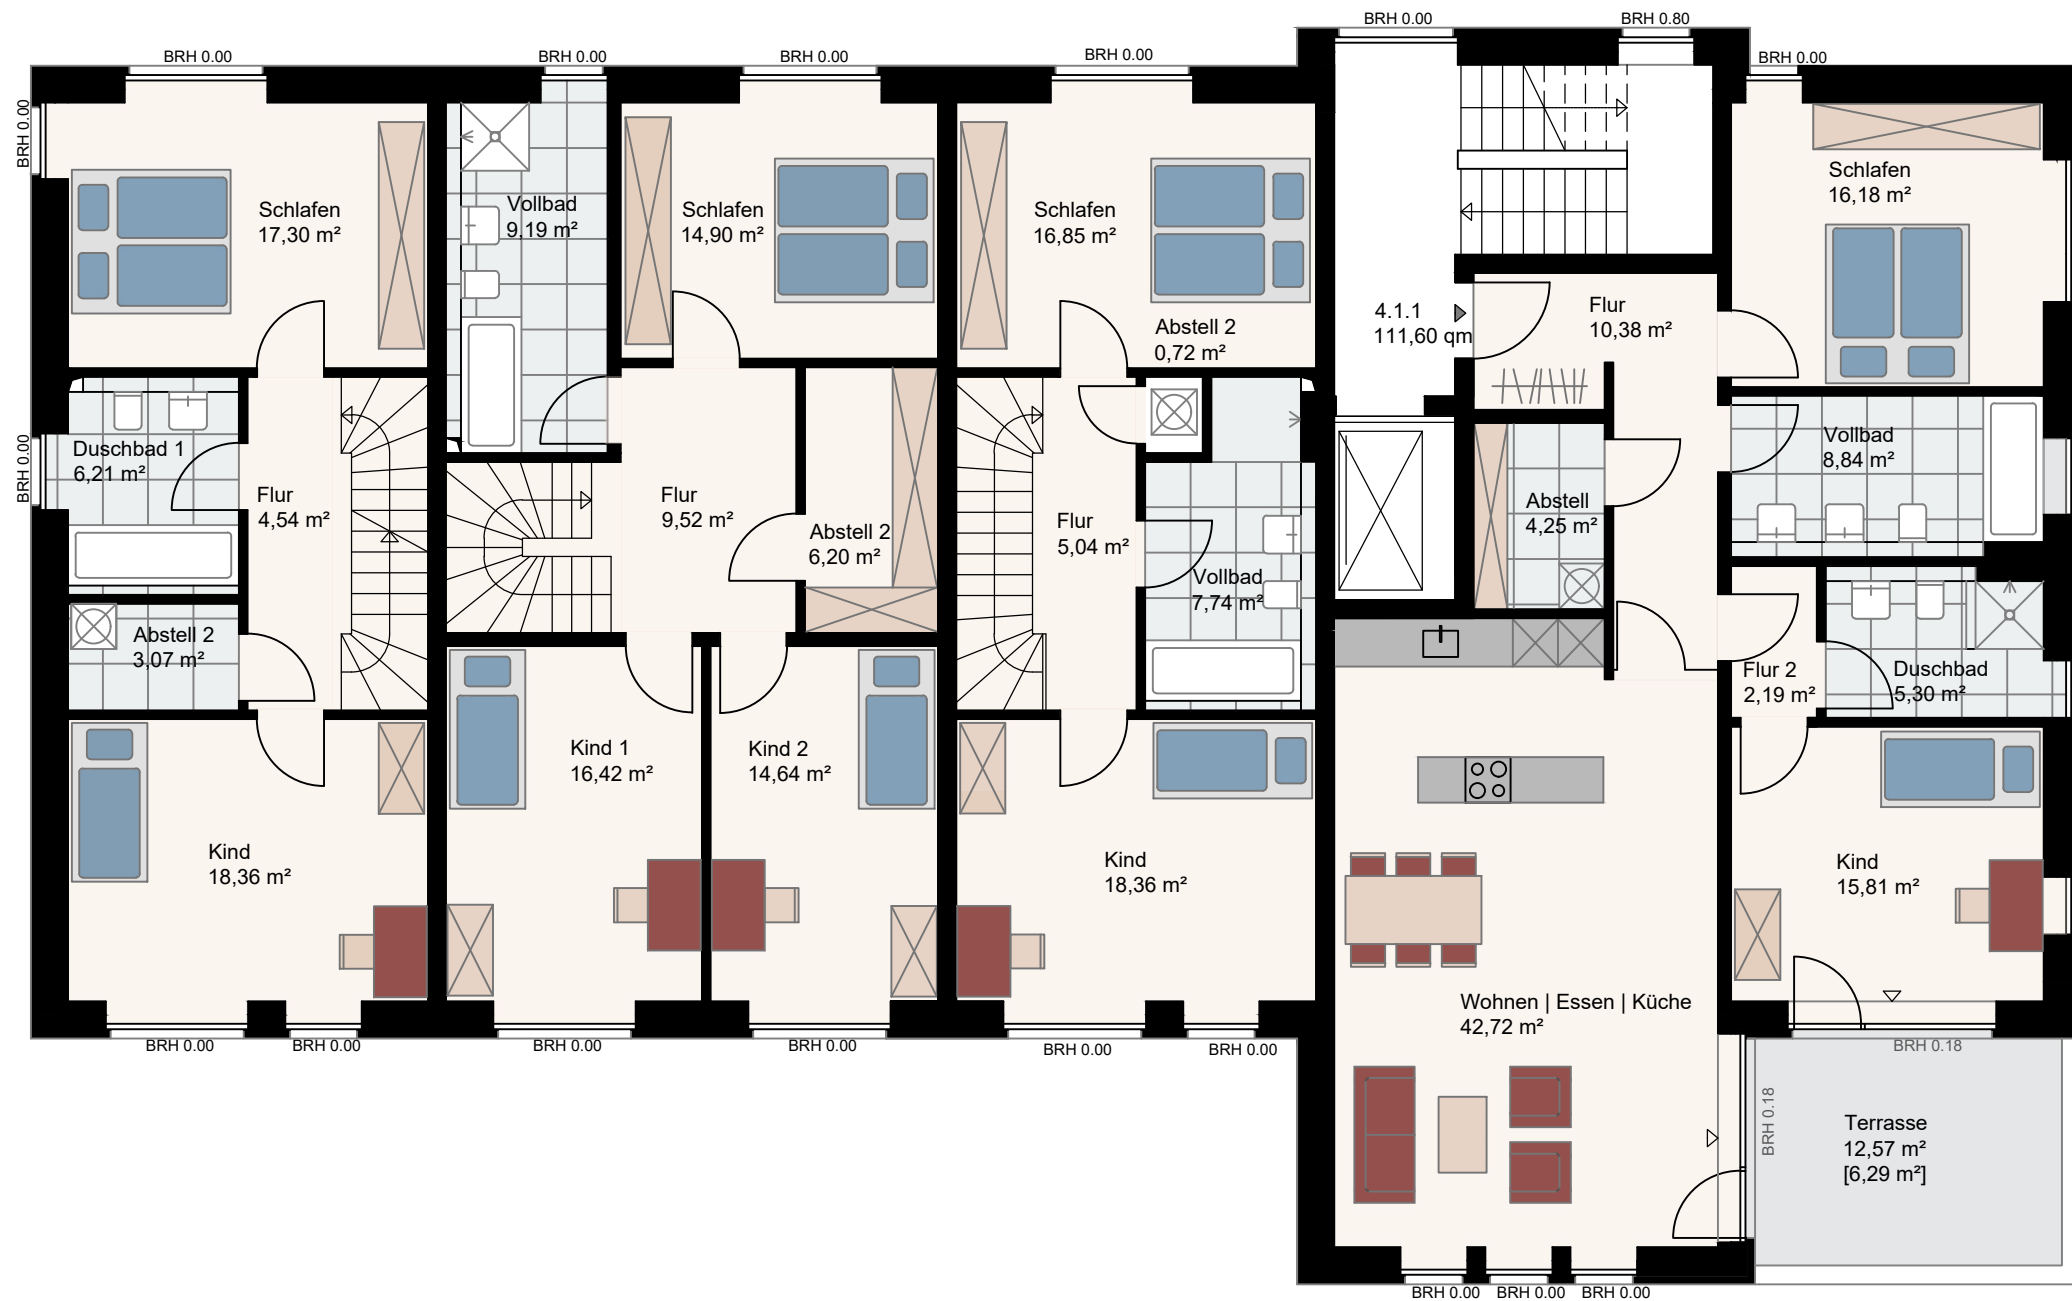 BRH 0.00
BRH 0.80
BRH 0.00
BRH 0.00
BRH 0.00
BRH 0.00
BRH 0.00
BRH 0.00
Schlafen
17,30 m²
Vollbad
9,19 m²
Schlafen
14,90 m²
Schlafen
16,85 m²
Schlafen
16,18 m²
Abstell 2
0,72 m²
4.1.1
111,60 qm
Flur
10,38 m²
BRH 0.00
Duschbad 1
6,21 m²
Flur
4,54 m²
Flur
9,52 m²
Abstell 2
6,20 m²
Flur
5,04 m²
Vollbad
7,74 m²
Abstell
4,25 m²
Vollbad
8,84 m²
Abstell 2
3,07 m²
Flur 2
2,19 m²
Duschbad
5,30 m²
Kind
18,36 m²
Kind 1
16,42 m²
Kind 2
14,64 m²
Kind
18,36 m²
Kind
15,81 m²
Wohnen | Essen | Küche
42,72 m²
BRH 0.00
BRH 0.00
BRH 0.00
BRH 0.00
BRH 0.00
BRH 0.00
BRH 0.18
BRH 0.18
Terrasse
12,57 m²
[6,29 m²]
BRH 0.00
BRH 0.00
BRH 0.00